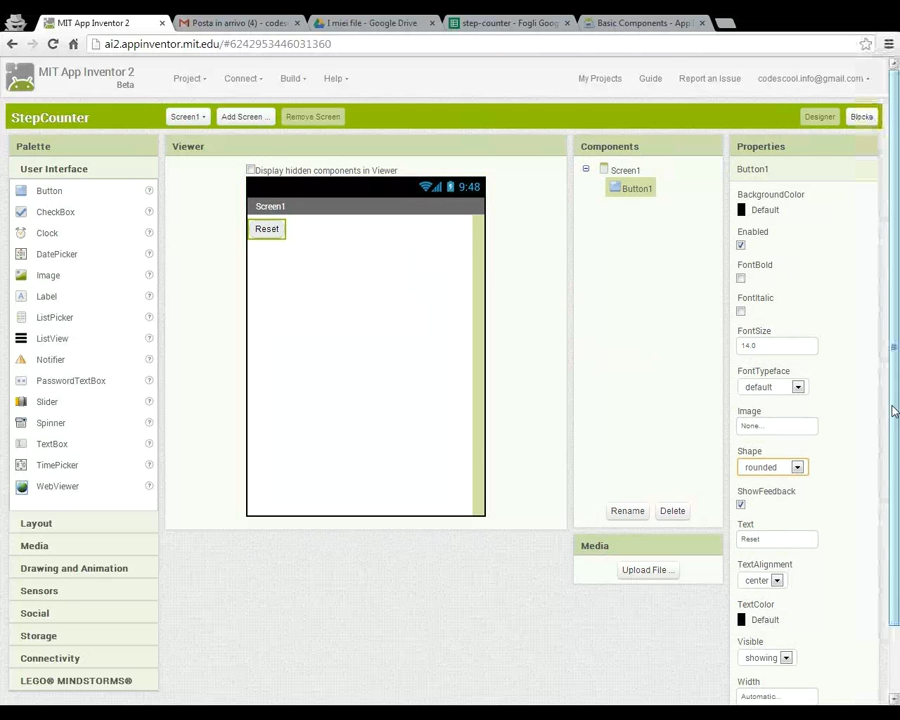 MIT App Inventor 2
Posta in arrivo (4) - codes
I miei file - Google Drive
step-counter - Fogli Goog
Basic Components - App I
ai2.appinventor.mit.edu/#6242953446031360
MIT App Inventor 2
Beta
Project
Connect
Build
Help
My Projects
Guide
Report an Issue
codescool.info@gmail.com
StepCounter
Screen1
Add Screen ...
Remove Screen
Designer
Blocks
Palette
User Interface
Button
CheckBox
Clock
DatePicker
Image
Label
ListPicker
ListView
Notifier
PasswordTextBox
Slider
Spinner
TextBox
TimePicker
WebViewer
Layout
Media
Drawing and Animation
Sensors
Social
Storage
Connectivity
LEGO® MINDSTORMS®
Viewer
Display hidden components in Viewer
9:48
Screen1
Reset
Components
Screen1
Button1
Rename
Delete
Media
Upload File ...
Properties
Button1
BackgroundColor
Default
Enabled
FontBold
FontItalic
FontSize
14.0
FontTypeface
default
Image
None...
Shape
rounded
ShowFeedback
Text
Reset
TextAlignment
center
TextColor
Default
Visible
showing
Width
Automatic...